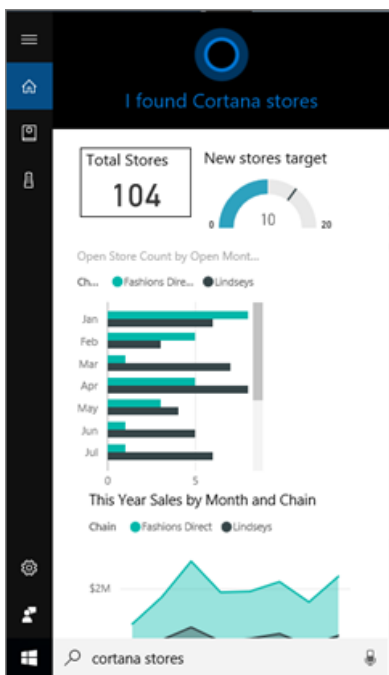 I found Cortana stores
Total Stores
104
New stores target
10
0 20
Open Store Count by Open Mont...
Ch... Fashions Dire... Lindseys
Jan
Feb
Mar
Apr
May
Jun
Jul
0 5
This Year Sales by Month and Chain
Chain Fashions Direct Lindseys
$2M
cortana stores